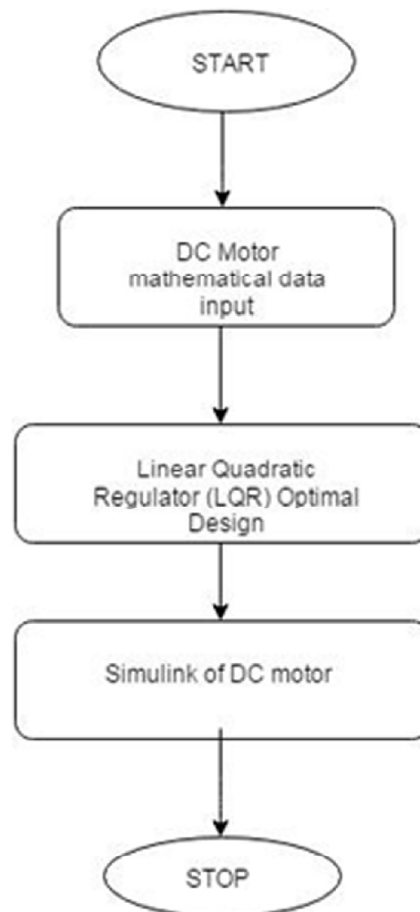 START
DC Motor
mathematical data
input
Linear Quadratic
Regulator (LQR) Optimal
Design
Simulink of DC motor
STOP